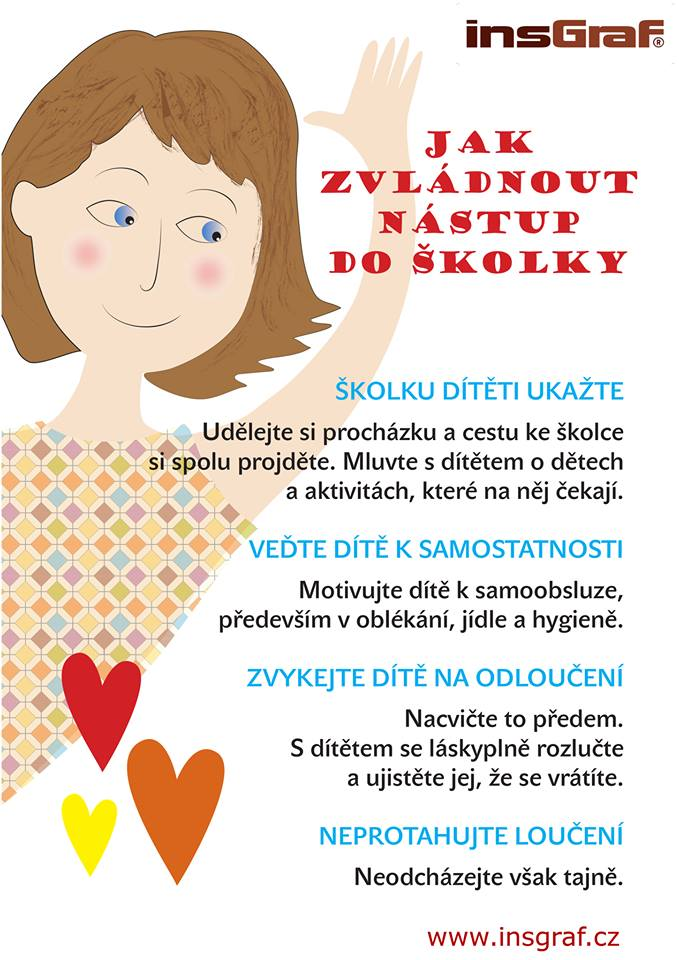 insGraf®
JAK
ZVLÁDNOUT
NÁSTUP
DO ŠKOLKY
ŠKOLKU DÍTĚTI UKAŽTE
Udělejte si procházku a cestu ke školce
si spolu projděte. Mluvte s dítětem o dětech
a aktivitách, které na něj čekají.
VEĎTE DÍTĚ K SAMOSTATNOSTI
Motivujte dítě k samoobsluze,
především v oblékání, jídle a hygieně.
ZVYKEJTE DÍTĚ NA ODLOUČENÍ
Nacvičte to předem.
S dítětem se láskyplně rozlučte
a ujistěte jej, že se vrátíte.
NEPROTAHUJTE LOUČENÍ
Neodcházejte však tajně.
www.insgraf.cz